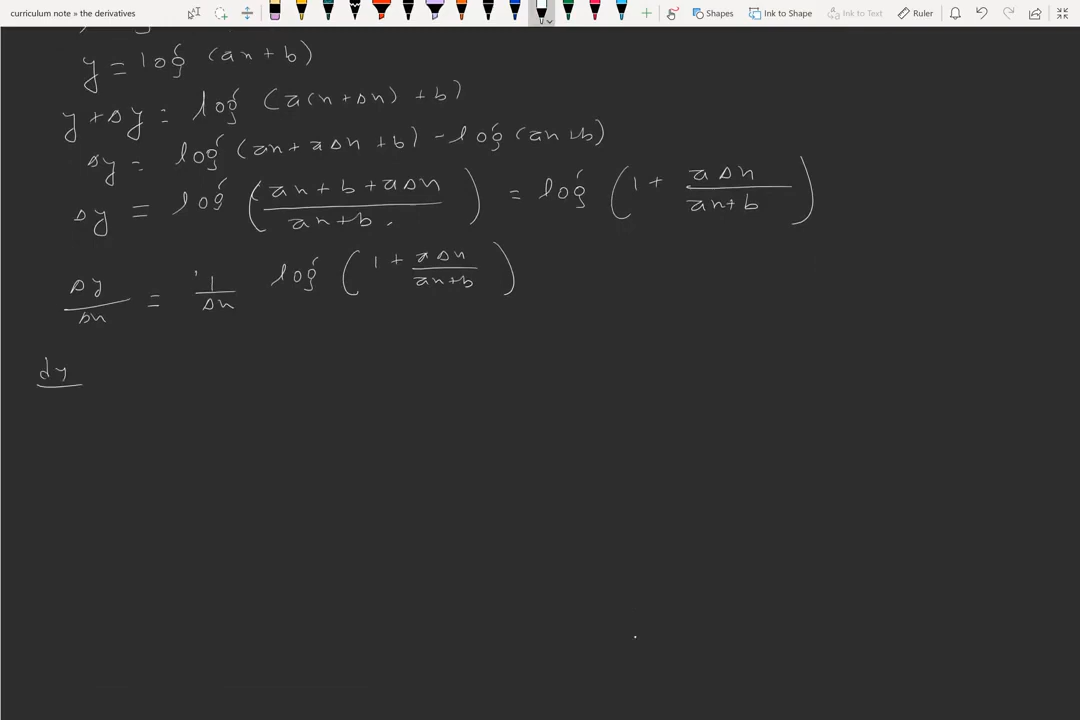 curriculum note » the derivatives
Shapes Ink to Shape Ink to Text Ruler
y = log (ax + b)
y + Δy = log (a(x + Δx) + b)
Δy = log (ax + aΔx + b) - log (ax + b)
Δy = log ((ax + b + aΔx)/(ax + b)) = log (1 + aΔx/(ax + b))
Δy/Δx = 1/Δx log (1 + aΔx/(ax + b))
dy